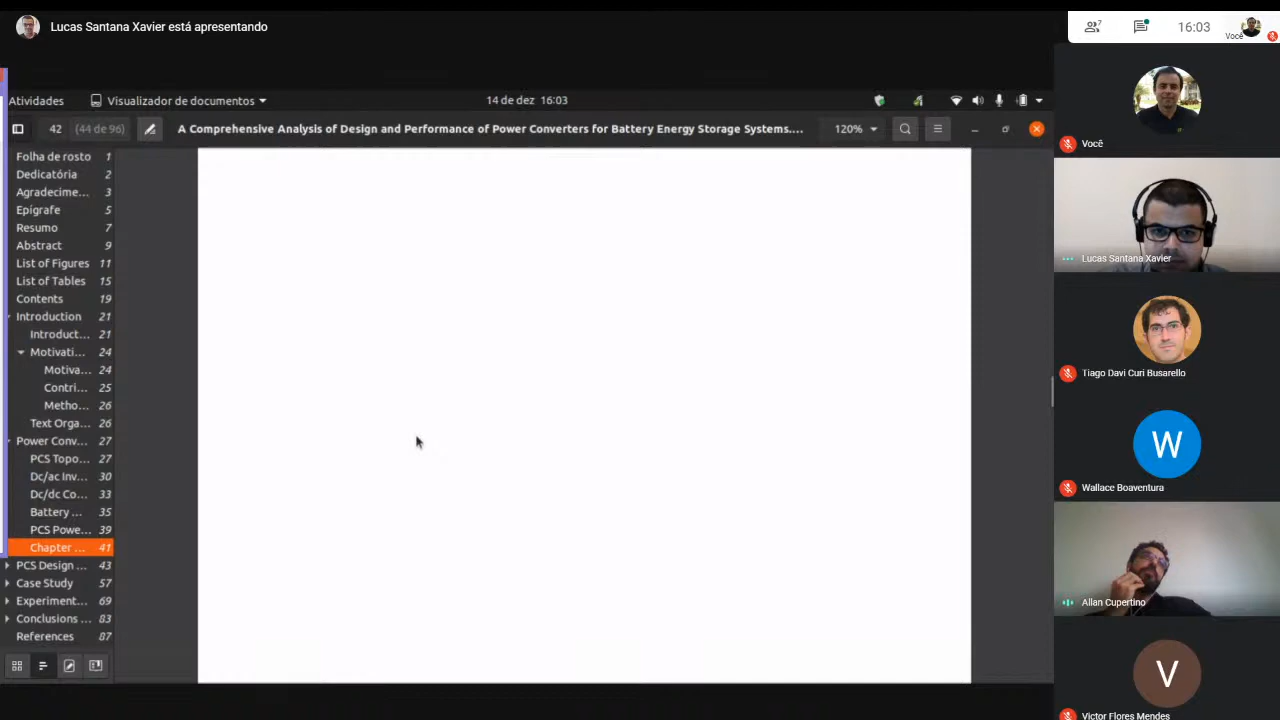 Lucas Santana Xavier está apresentando
7
16:03
Você
Atividades
Visualizador de documentos
14 de dez 16:03
42 (44 de 96)
A Comprehensive Analysis of Design and Performance of Power Converters for Battery Energy Storage Systems....
120%
Folha de rosto 1
Dedicatória 2
Agradecime... 3
Epígrafe 5
Resumo 7
Abstract 9
List of Figures 11
List of Tables 15
Contents 19
Introduction 21
Introduct... 21
Motivati... 24
Motiva... 24
Contri... 25
Metho... 26
Text Orga... 26
Power Conv... 27
PCS Topo... 27
Dc/ac Inv... 30
Dc/dc Co... 33
Battery ... 35
PCS Powe... 39
Chapter ... 41
PCS Design ... 43
Case Study 57
Experiment... 69
Conclusions ... 83
References 87
Você
Lucas Santana Xavier
Tiago Davi Curi Busarello
W
Wallace Boaventura
Allan Cupertino
V
Victor Flores Mendes